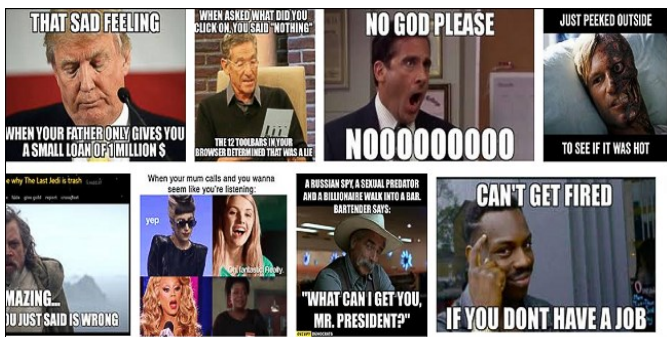 THAT SAD FEELING
WHEN YOUR FATHER ONLY GIVES YOU
A SMALL LOAN OF 1 MILLION $
WHEN ASKED WHAT DID YOU
CLICK ON, YOU SAID "NOTHING"
THE 12 TOOLBARS IN YOUR
BROWSER DETERMINED THAT WAS A LIE
NO GOD PLEASE
NOOOOOOOOO
JUST PEEKED OUTSIDE
TO SEE IF IT WAS HOT
e why The Last Jedi is trash
give gold report
MAZING...
OU JUST SAID IS WRONG
When your mum calls and you wanna
seem like you're listening:
yep.
fantastic. Really.
A RUSSIAN SPY, A SEXUAL PREDATOR
AND A BILLIONAIRE WALK INTO A BAR.
BARTENDER SAYS:
"WHAT CAN I GET YOU,
MR. PRESIDENT?"
CAN'T GET FIRED
IF YOU DONT HAVE A JOB